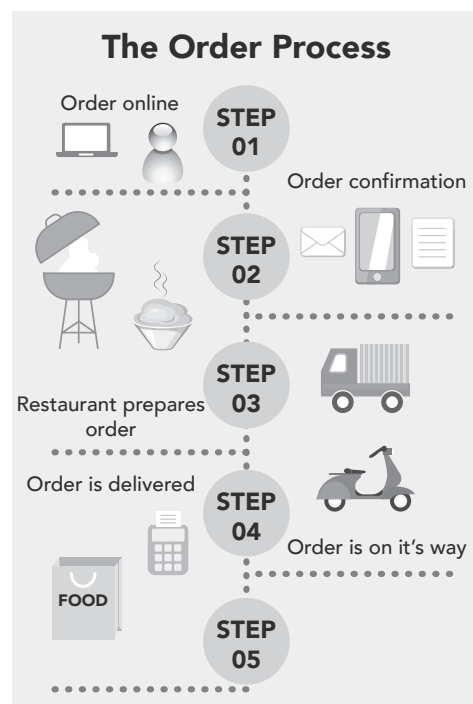 The Order Process
Order online
STEP
01
Order confirmation
STEP
02
STEP
03
Restaurant prepares
order
Order is delivered
STEP
04
Order is on it's way
FOOD
STEP
05